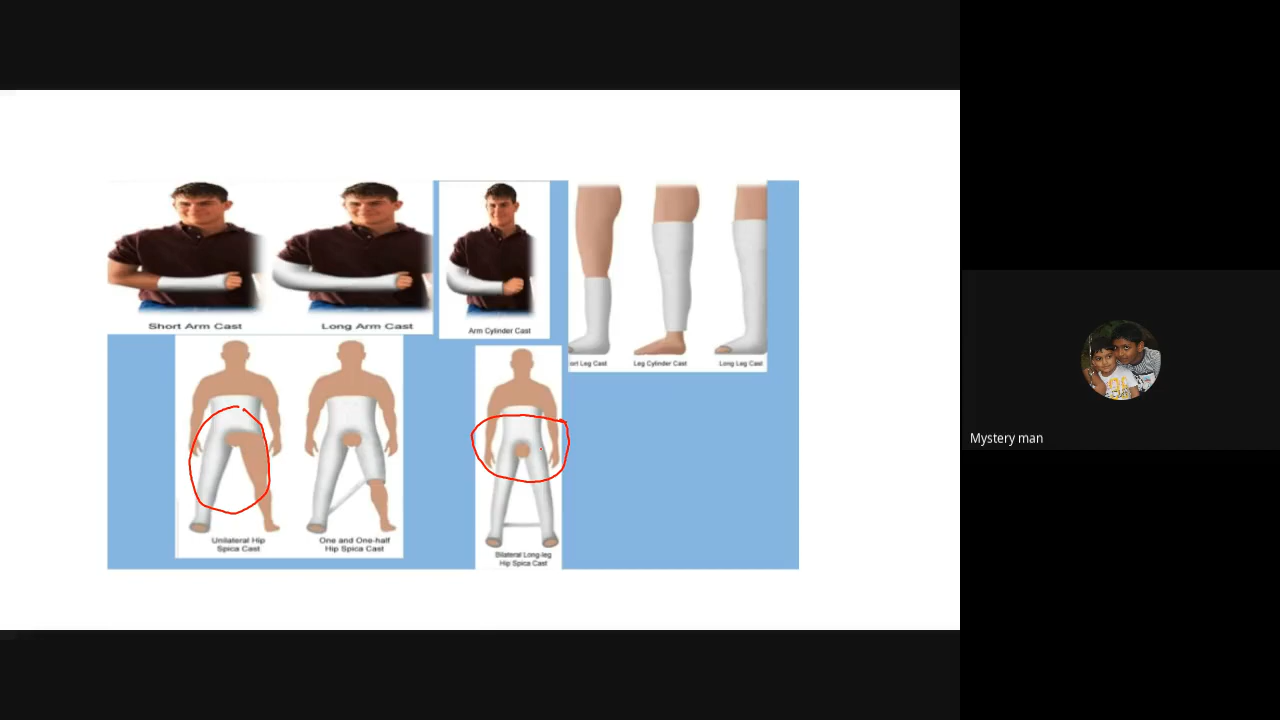 Short Arm Cast
Long Arm Cast
Arm Cylinder Cast
ort Leg Cast
Leg Cylinder Cast
Long Leg Cast
Unilateral Hip
Spica Cast
One and One-half
Hip Spica Cast
Bilateral Long-leg
Hip Spica Cast
Mystery man